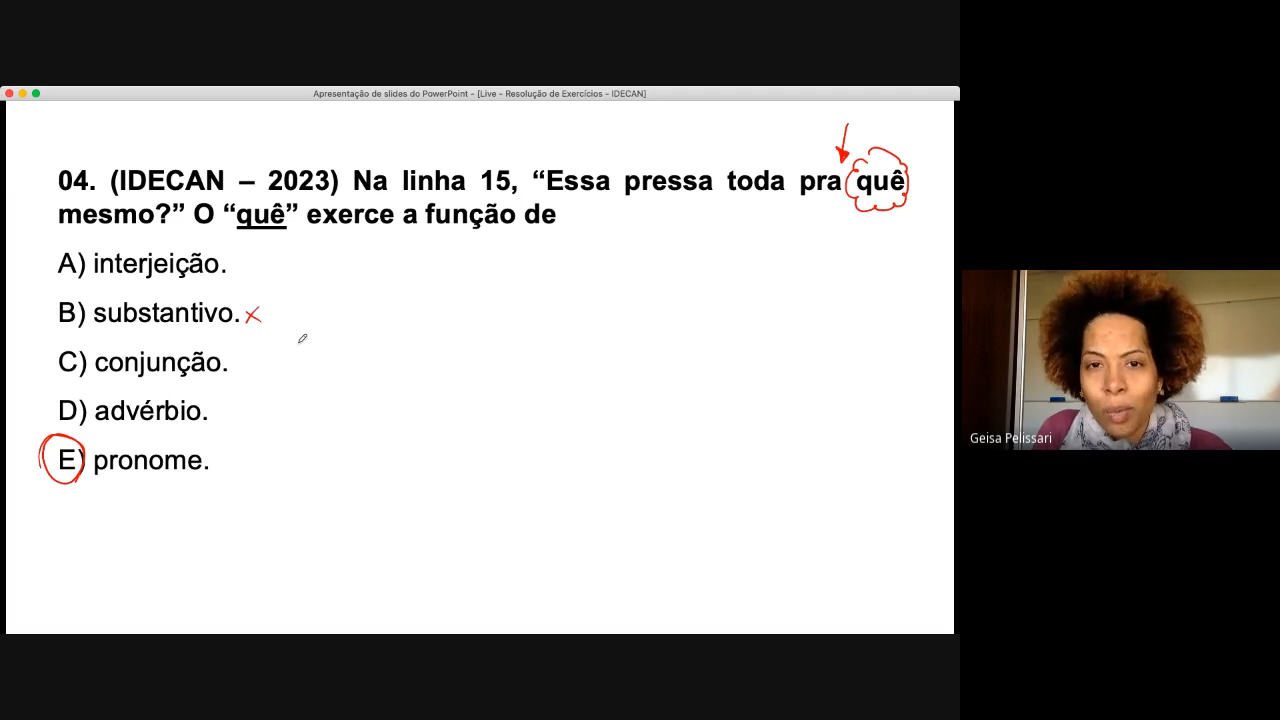 Apresentação de slides do PowerPoint - [Live - Resolução de Exercícios - IDECAN]
04. (IDECAN – 2023) Na linha 15, “Essa pressa toda pra quê
mesmo?” O “quê” exerce a função de
A) interjeição.
B) substantivo.
C) conjunção.
D) advérbio.
E) pronome.
Geisa Pelissari